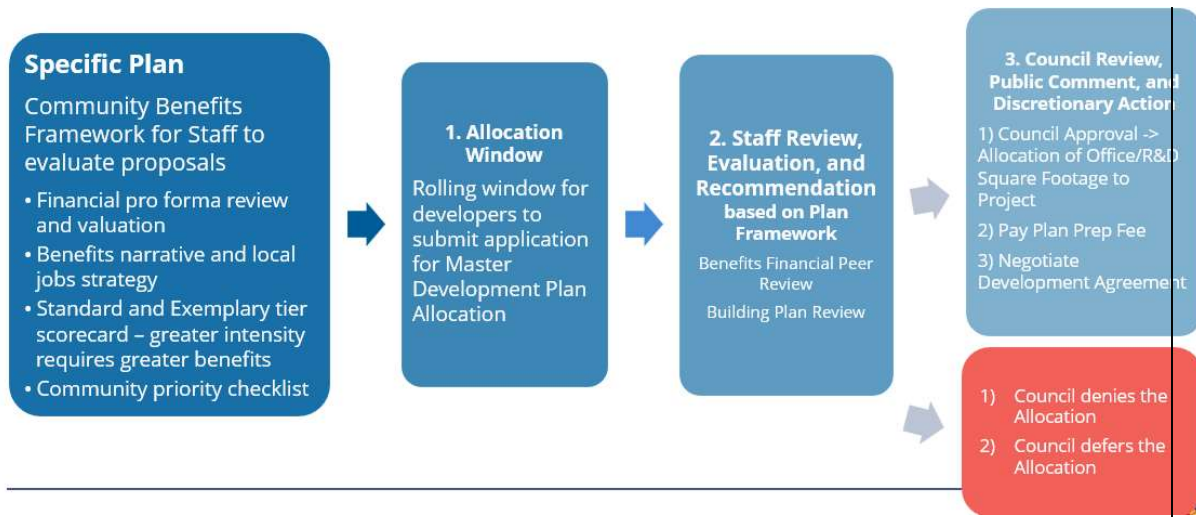 Specific Plan
Community Benefits
Framework for Staff to
evaluate proposals
• Financial pro forma review
and valuation
• Benefits narrative and local
jobs strategy
• Standard and Exemplary tier
scorecard – greater intensity
requires greater benefits
• Community priority checklist
1. Allocation
Window
Rolling window for
developers to
submit application
for Master
Development Plan
Allocation
2. Staff Review,
Evaluation, and
Recommendation
based on Plan
Framework
Benefits Financial Peer
Review
Building Plan Review
3. Council Review,
Public Comment, and
Discretionary Action
1) Council Approval ->
Allocation of Office/R&D
Square Footage to
Project
2) Pay Plan Prep Fee
3) Negotiate
Development Agreement
1) Council denies the
Allocation
2) Council defers the
Allocation